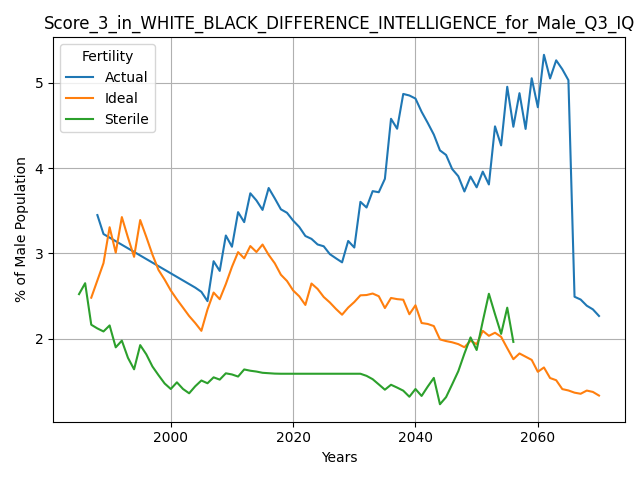 Score_3_in_WHITE_BLACK_DIFFERENCE_INTELLIGENCE_for_Male_Q3_IQ
Fertility
Actual
Ideal
Sterile
% of Male Population
5
4
3
2
2000
2020
2040
2060
Years